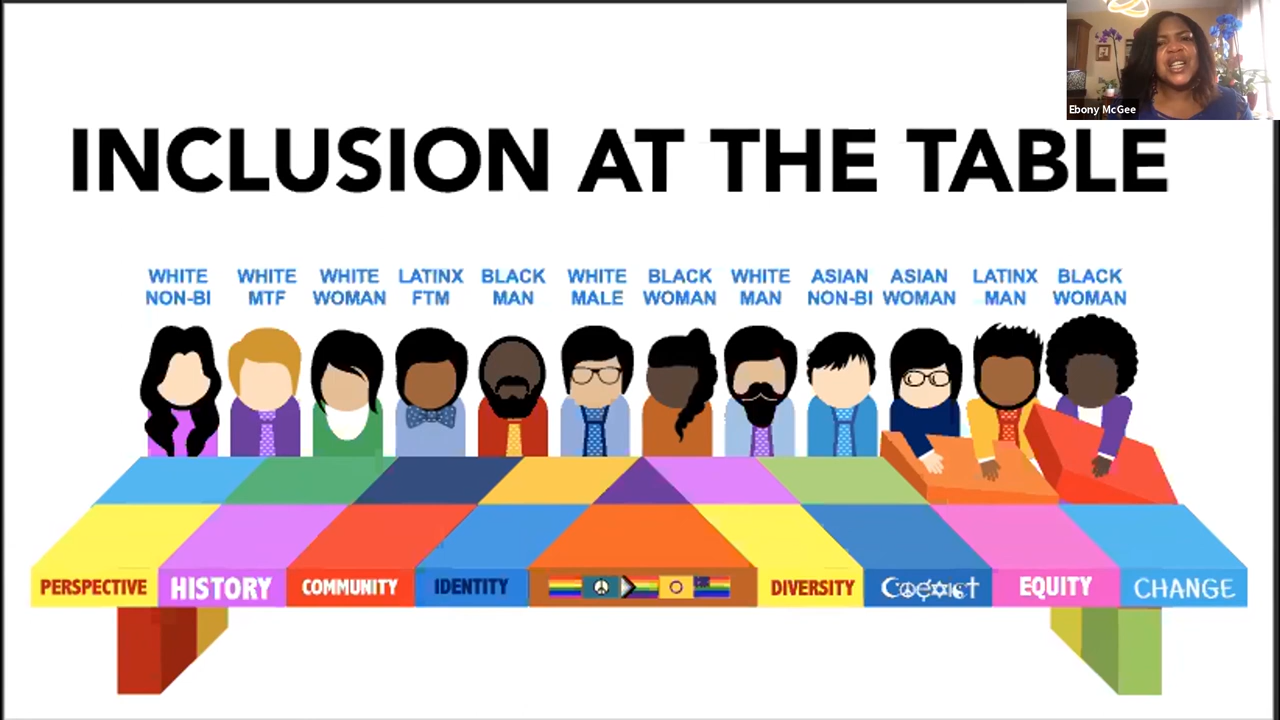 Ebony McGee
INCLUSION AT THE TABLE
WHITE NON-BI
WHITE MTF
WHITE WOMAN
LATINX FTM
BLACK MAN
WHITE MALE
BLACK WOMAN
WHITE MAN
ASIAN NON-BI
ASIAN WOMAN
LATINX MAN
BLACK WOMAN
PERSPECTIVE
HISTORY
COMMUNITY
IDENTITY
DIVERSITY
COEXIST
EQUITY
CHANGE